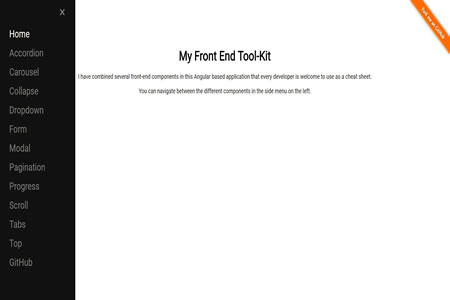 x
Home
Accordion
Carousel
Collapse
Dropdown
Form
Modal
Pagination
Progress
Scroll
Tabs
Top
GitHub
My Front End Tool-Kit
I have combined several front-end components in this Angular based application that every developer is welcome to use as a cheat sheet.
You can navigate between the different components in the side menu on the left.
Fork me on GitHub